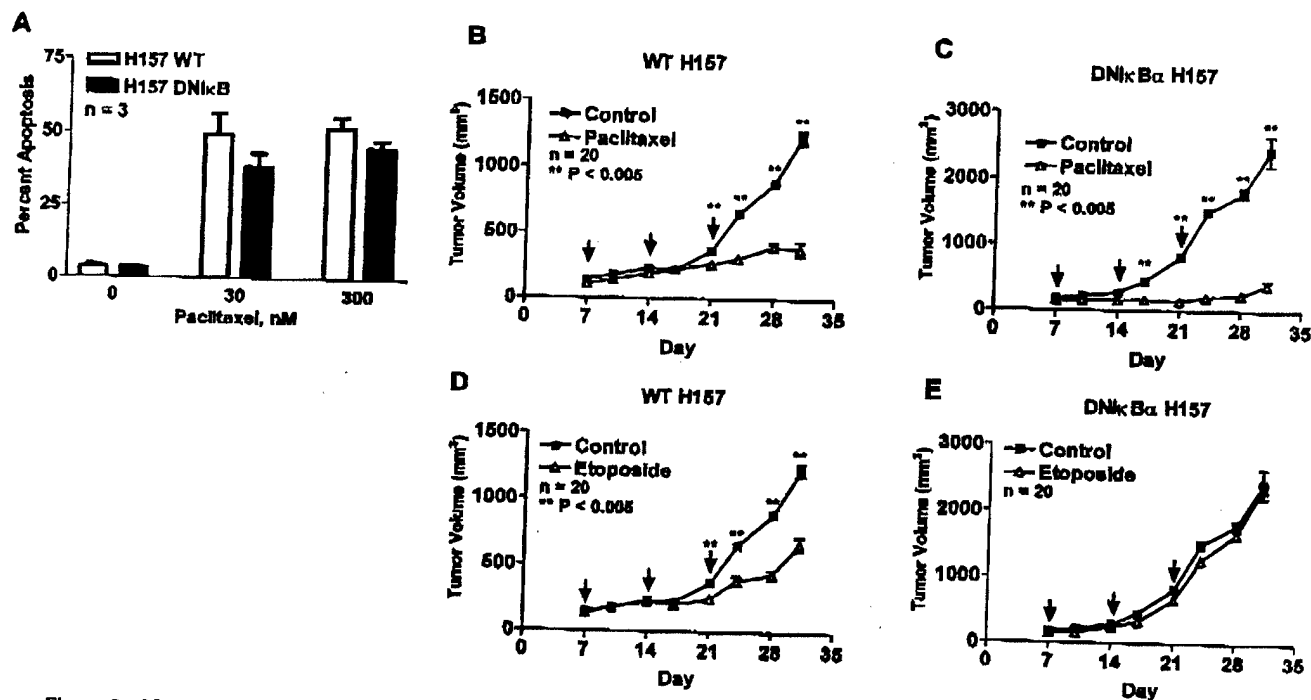 A
75
50
25
0
Percent Apoptosis
H157 WT
H157 DNIκB
n = 3
0 30 300
Paclitaxel, nM
B
WT H157
1500
1000
500
0
Tumor Volume (mm³)
Control
Paclitaxel
n = 20
** P < 0.005
** ** ** **
0 7 14 21 28 35
Day
C
DNIκBα H157
3000
2000
1000
0
Tumor Volume (mm³)
Control
Paclitaxel
n = 20
** P < 0.005
** ** ** ** **
0 7 14 21 28 35
Day
D
WT H157
1500
1000
500
0
Tumor Volume (mm³)
Control
Etoposide
n = 20
** P < 0.005
** ** ** **
0 7 14 21 28 35
Day
E
DNIκBα H157
3000
2000
1000
0
Tumor Volume (mm³)
Control
Etoposide
n = 20
0 7 14 21 28 35
Day